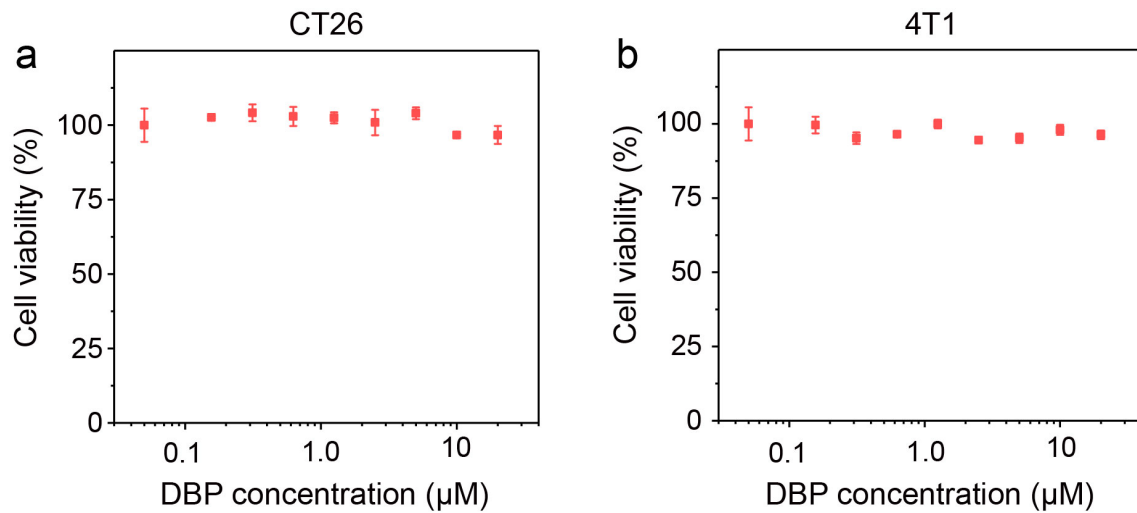 a
CT26
Cell viability (%)
100
75
50
25
0
0.1 1.0 10
DBP concentration (μM)
b
4T1
Cell viability (%)
100
75
50
25
0
0.1 1.0 10
DBP concentration (μM)